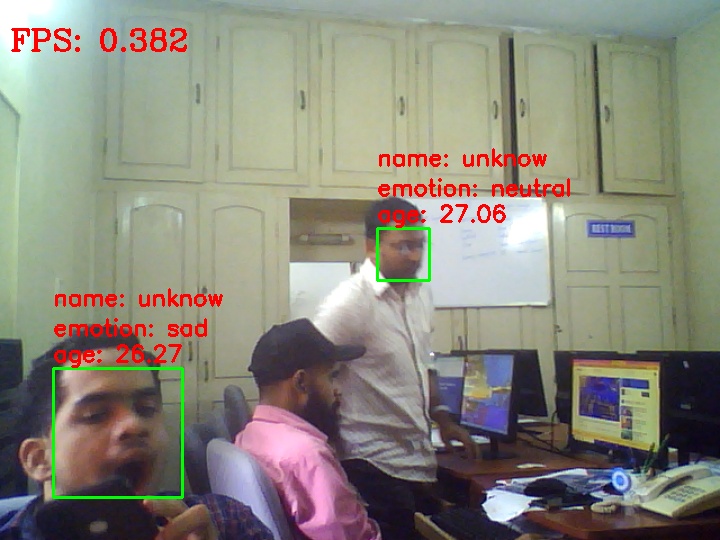 FPS: 0.382
name: unknow
emotion: neutral
age: 27.06
REST ROOM
name: unknow
emotion: sad
age: 26.27